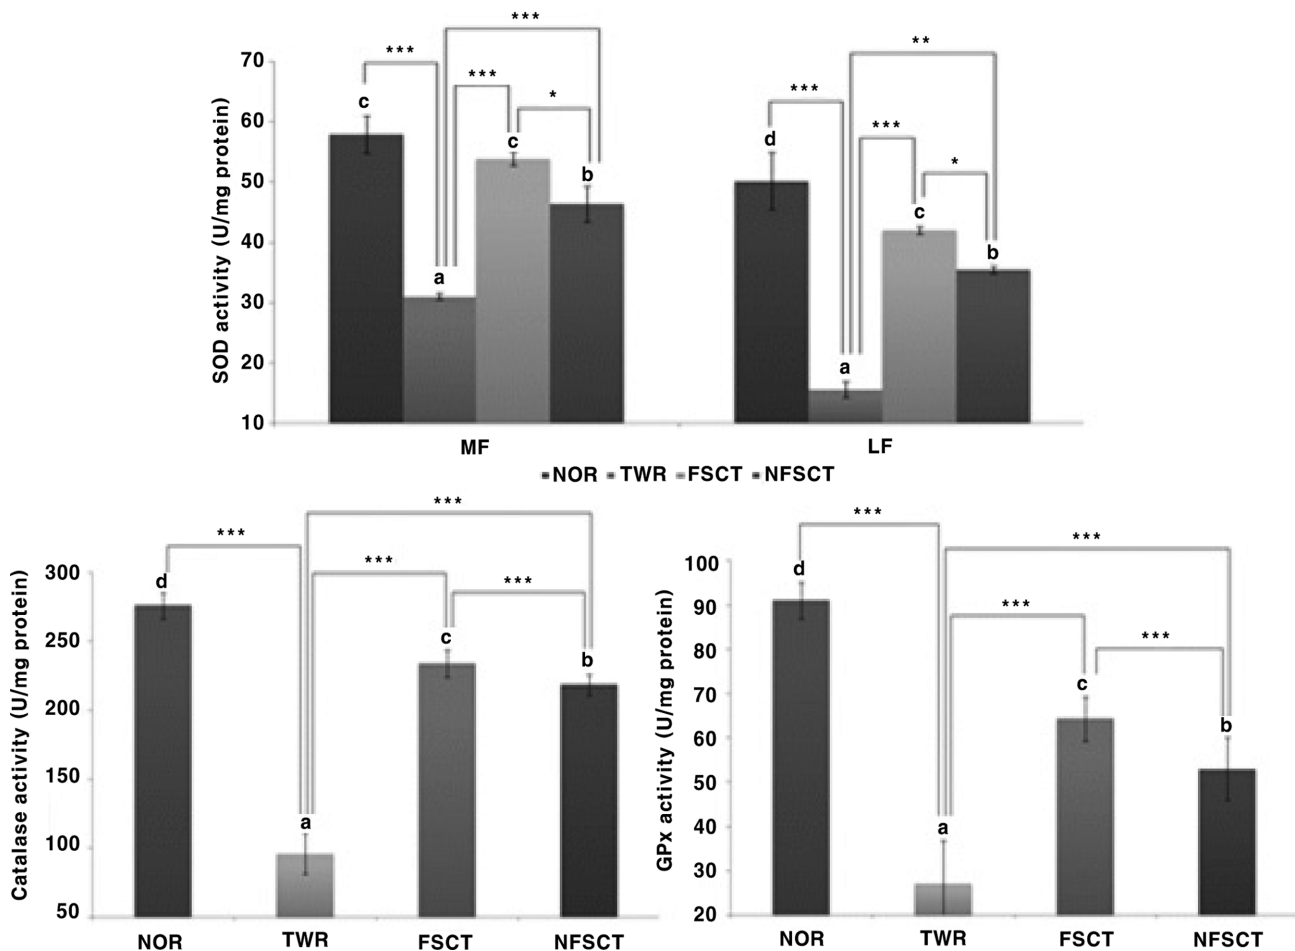 ***
***
***
*
**
***
***
*
SOD activity (U/mg protein)
70
60
50
40
30
20
10
c
a
c
b
d
a
c
b
MF
LF
NOR TWR FSCT NFSCT
***
***
***
***
Catalase activity (U/mg protein)
300
250
200
150
100
50
d
a
c
b
NOR
TWR
FSCT
NFSCT
***
***
***
***
GPx activity (U/mg protein)
100
90
80
70
60
50
40
30
20
d
a
c
b
NOR
TWR
FSCT
NFSCT